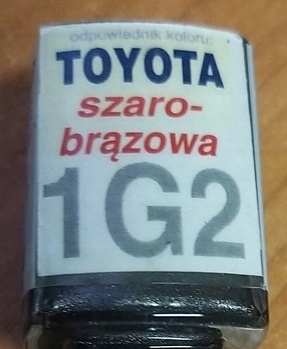 odpowiednik koloru:
TOYOTA
szaro-
brązowa
1G2